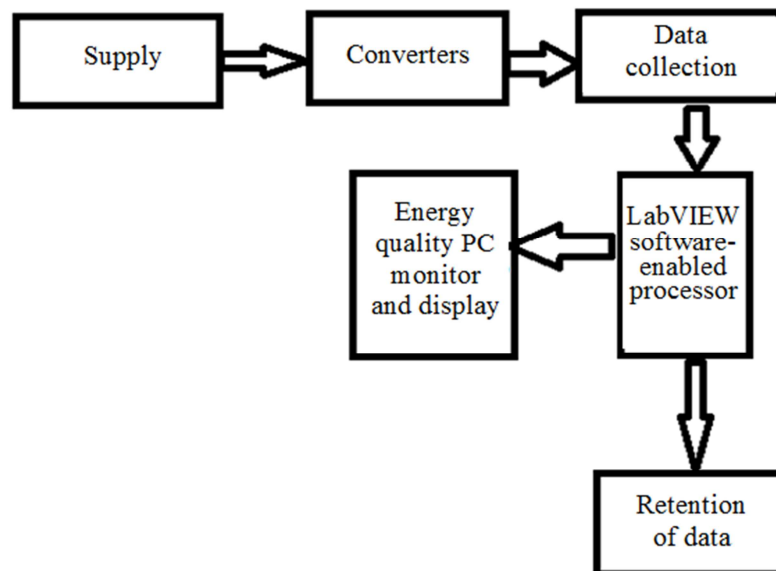 Supply
Converters
Data
collection
Energy
quality PC
monitor
and display
LabVIEW
software-
enabled
processor
Retention
of data